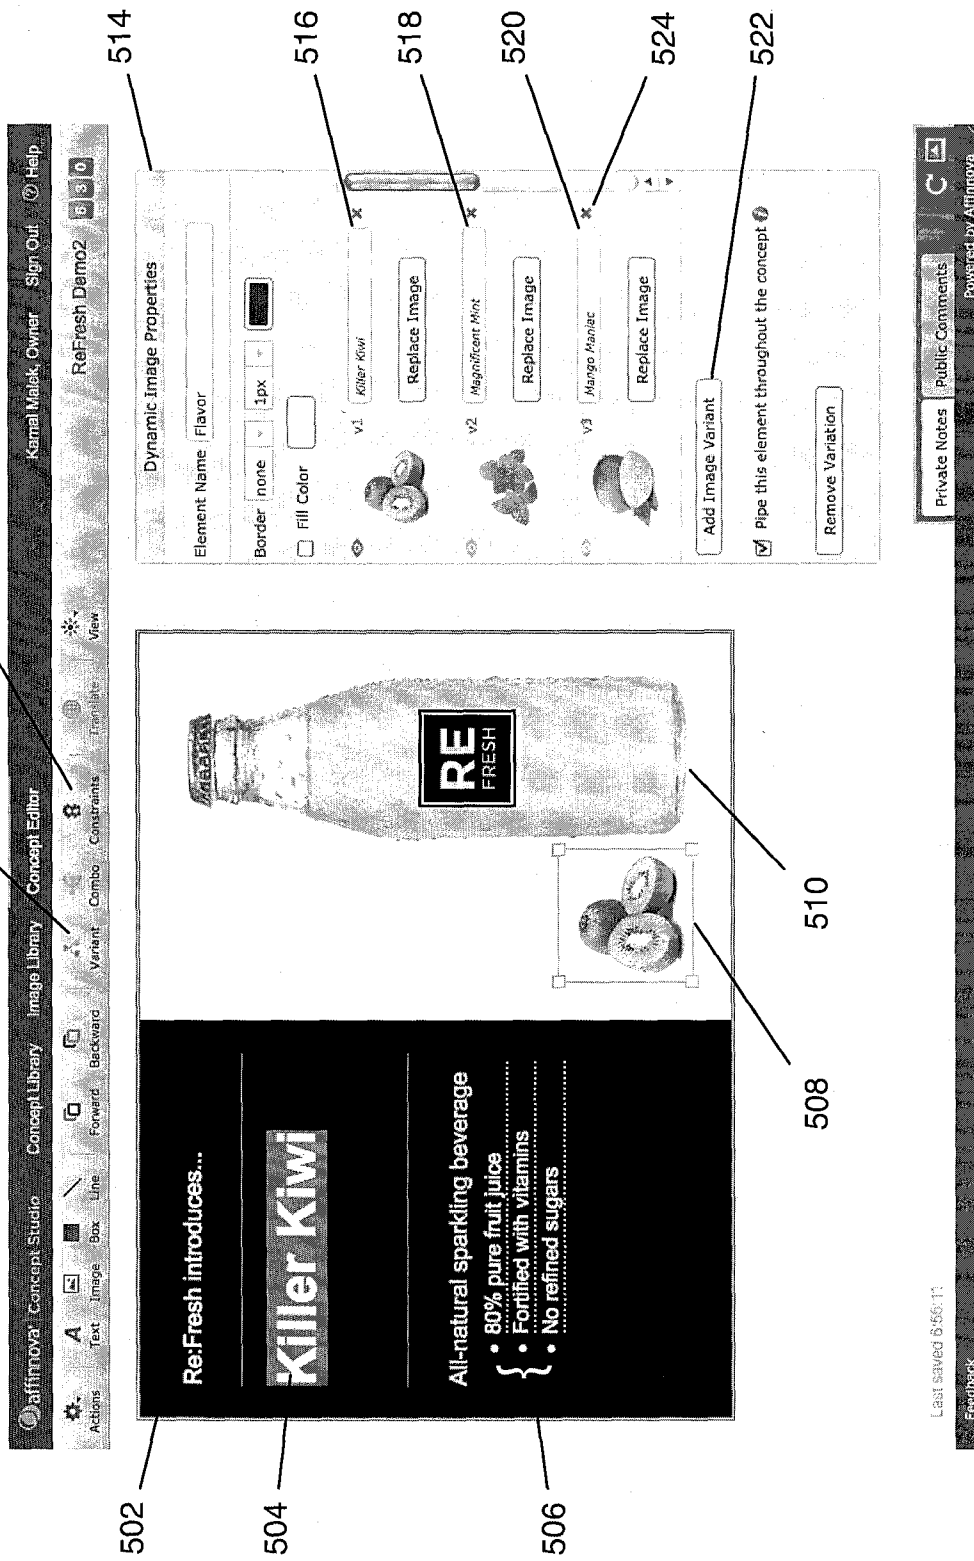 affinnova Concept Studio Concept Library Image Library Concept Editor Kamal Malek, Owner Sign Out Help
Actions Text Image Box Line Forward Backward Variant Combo Constraints Translate View ReFresh Demo2 6 3 0
502
504
506
Re:Fresh introduces...
Killer Kiwi
All-natural sparkling beverage
• 80% pure fruit juice
• Fortified with vitamins
• No refined sugars
RE
FRESH
508
510
Dynamic Image Properties
Element Name Flavor
Border none 1px
Fill Color
v1 Killer Kiwi
Replace Image
v2 Magnificent Mint
Replace Image
v3 Mango Maniac
Replace Image
Add Image Variant
Pipe this element throughout the concept
Remove Variation
514
516
518
520
524
522
Last saved 6:55:11
Private Notes Public Comments
Feedback Powered by Affinnova